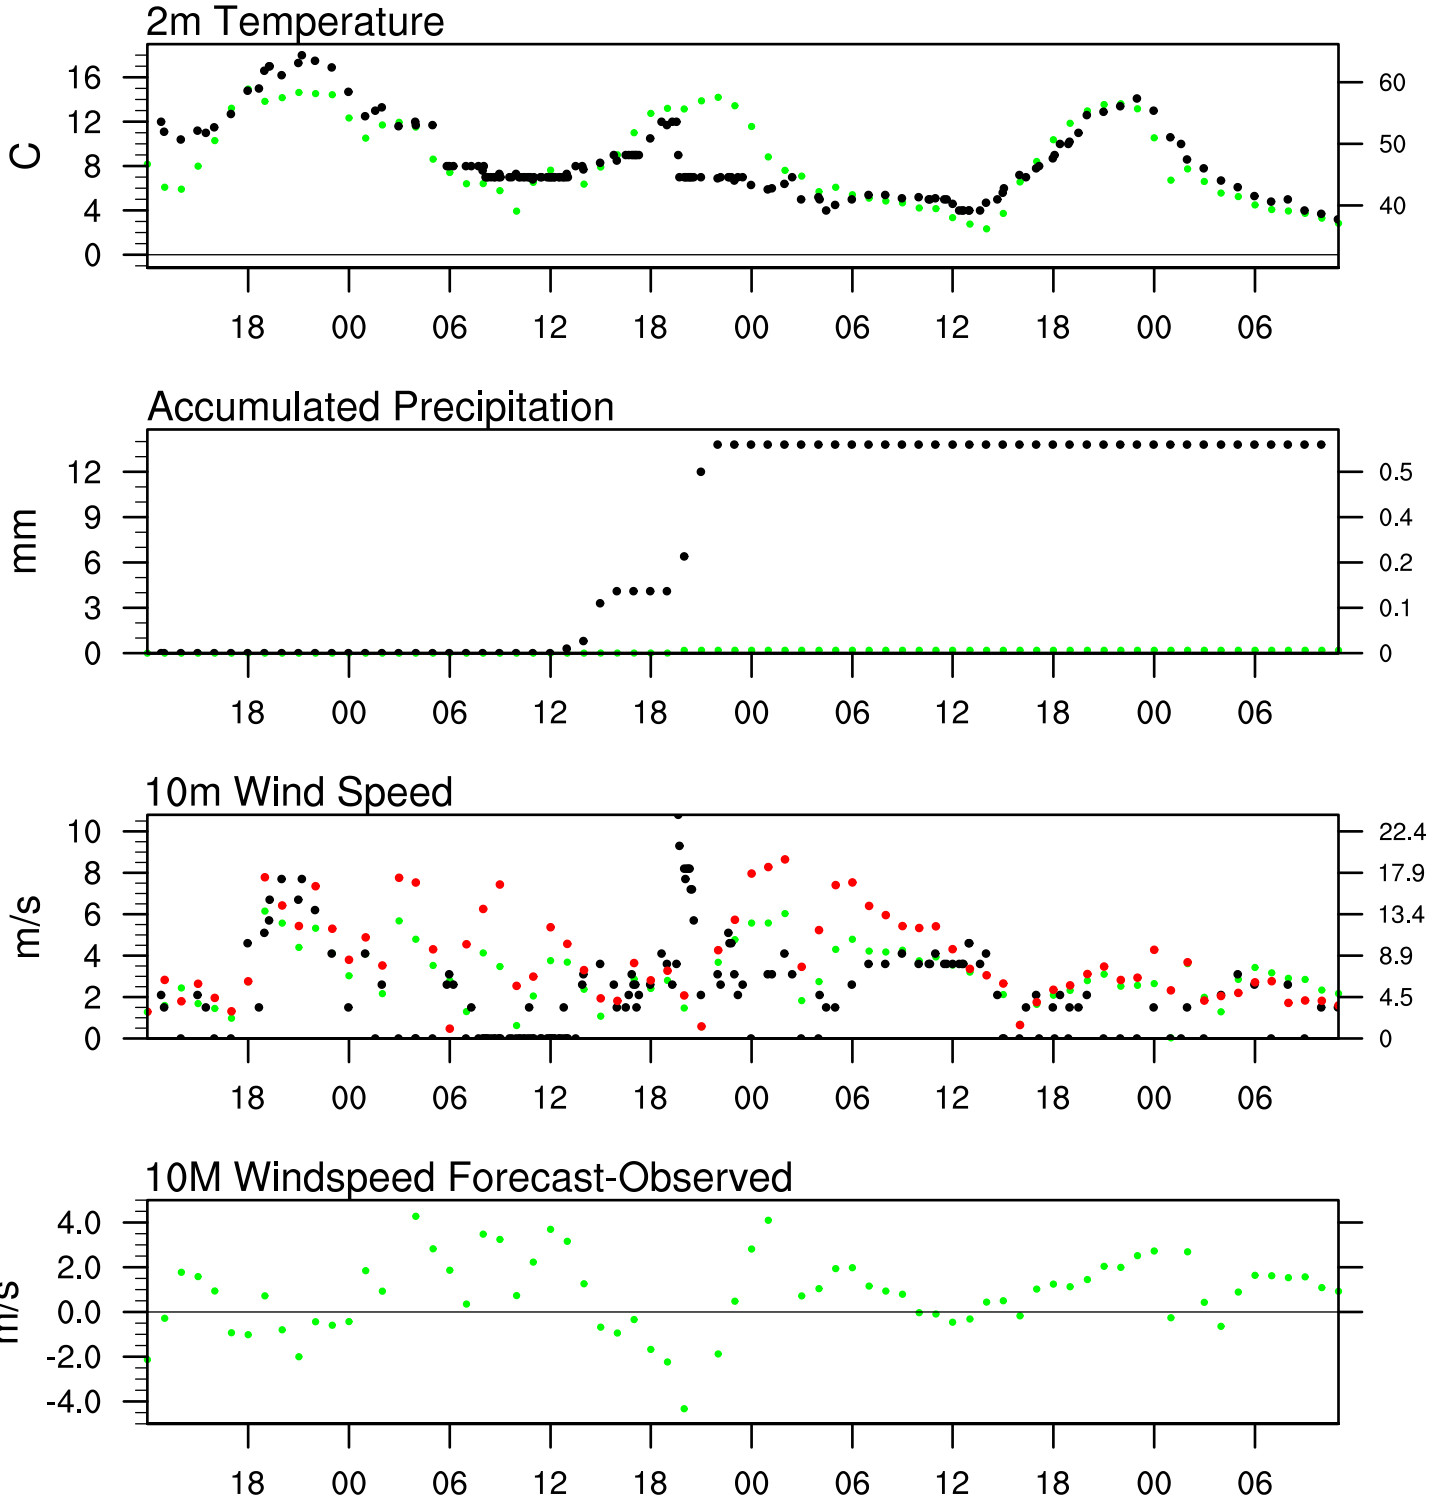 2m Temperature
16 60
12 50
C
8
4 40
0
18 00 06 12 18 00 06 12 18 00 06
Accumulated Precipitation
12 0.5
9 0.4
mm
6 0.2
3 0.1
0 0
18 00 06 12 18 00 06 12 18 00 06
10m Wind Speed
10 22.4
8 17.9
6 13.4
m/s
4 8.9
2 4.5
0 0
18 00 06 12 18 00 06 12 18 00 06
10M Windspeed Forecast-Observed
4.0
2.0
m/s
0.0
-2.0
-4.0
18 00 06 12 18 00 06 12 18 00 06